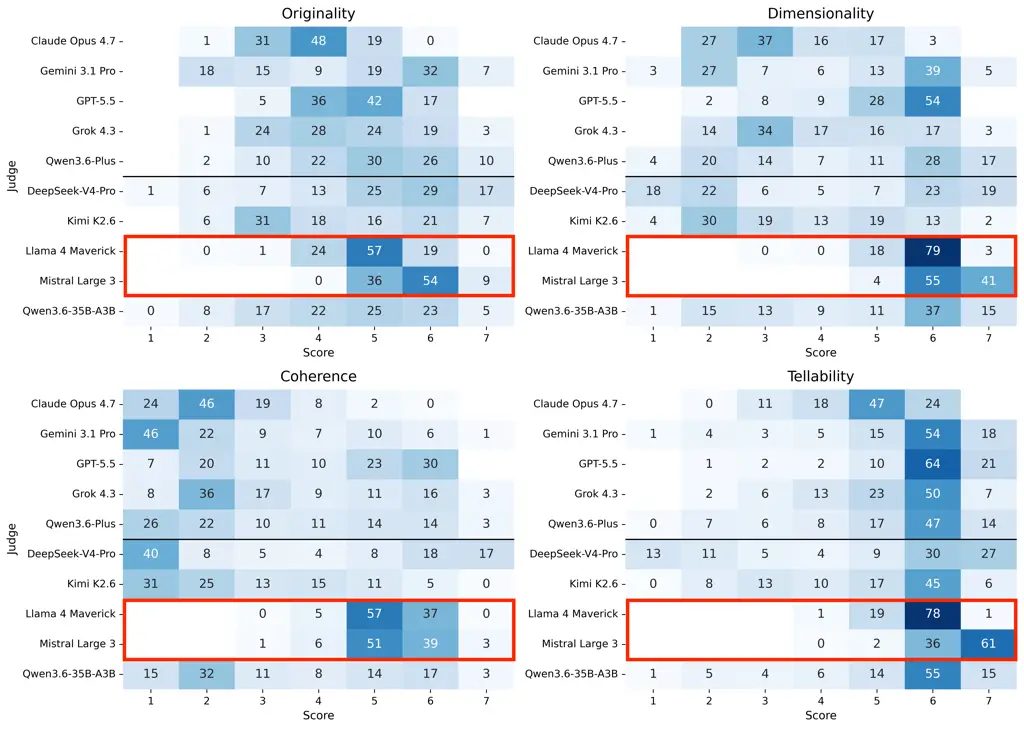 Originality
Judge
Claude Opus 4.7 1 31 48 19 0
Gemini 3.1 Pro 18 15 9 19 32 7
GPT-5.5 5 36 42 17
Grok 4.3 1 24 28 24 19 3
Qwen3.6-Plus 2 10 22 30 26 10
DeepSeek-V4-Pro 1 6 7 13 25 29 17
Kimi K2.6 6 31 18 16 21 7
Llama 4 Maverick 0 1 24 57 19 0
Mistral Large 3 0 36 54 9
Qwen3.6-35B-A3B 0 8 17 22 25 23 5
1 2 3 4 5 6 7
Score
Dimensionality
Claude Opus 4.7 27 37 16 17 3
Gemini 3.1 Pro 3 27 7 6 13 39 5
GPT-5.5 2 8 9 28 54
Grok 4.3 14 34 17 16 17 3
Qwen3.6-Plus 4 20 14 7 11 28 17
DeepSeek-V4-Pro 18 22 6 5 7 23 19
Kimi K2.6 4 30 19 13 19 13 2
Llama 4 Maverick 0 0 18 79 3
Mistral Large 3 4 55 41
Qwen3.6-35B-A3B 1 15 13 9 11 37 15
1 2 3 4 5 6 7
Score
Coherence
Judge
Claude Opus 4.7 24 46 19 8 2 0
Gemini 3.1 Pro 46 22 9 7 10 6 1
GPT-5.5 7 20 11 10 23 30
Grok 4.3 8 36 17 9 11 16 3
Qwen3.6-Plus 26 22 10 11 14 14 3
DeepSeek-V4-Pro 40 8 5 4 8 18 17
Kimi K2.6 31 25 13 15 11 5 0
Llama 4 Maverick 0 5 57 37 0
Mistral Large 3 1 6 51 39 3
Qwen3.6-35B-A3B 15 32 11 8 14 17 3
1 2 3 4 5 6 7
Score
Tellability
Claude Opus 4.7 0 11 18 47 24
Gemini 3.1 Pro 1 4 3 5 15 54 18
GPT-5.5 1 2 2 10 64 21
Grok 4.3 2 6 13 23 50 7
Qwen3.6-Plus 0 7 6 8 17 47 14
DeepSeek-V4-Pro 13 11 5 4 9 30 27
Kimi K2.6 0 8 13 10 17 45 6
Llama 4 Maverick 1 19 78 1
Mistral Large 3 0 2 36 61
Qwen3.6-35B-A3B 1 5 4 6 14 55 15
1 2 3 4 5 6 7
Score